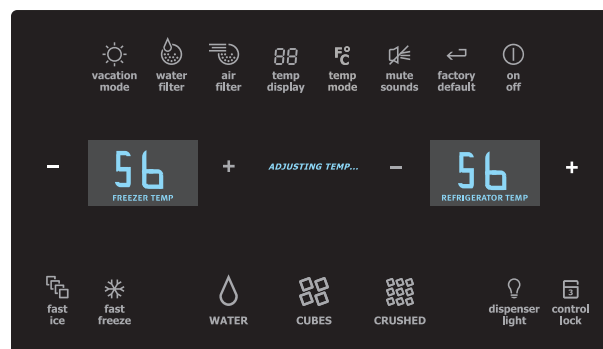 88 F°C
vacation mode
water filter
air filter
temp display
temp mode
mute sounds
factory default
on off
− 56 + ADJUSTING TEMP... − 56 +
FREEZER TEMP REFRIGERATOR TEMP
3
fast ice
fast freeze
WATER
CUBES
CRUSHED
dispenser light
control lock